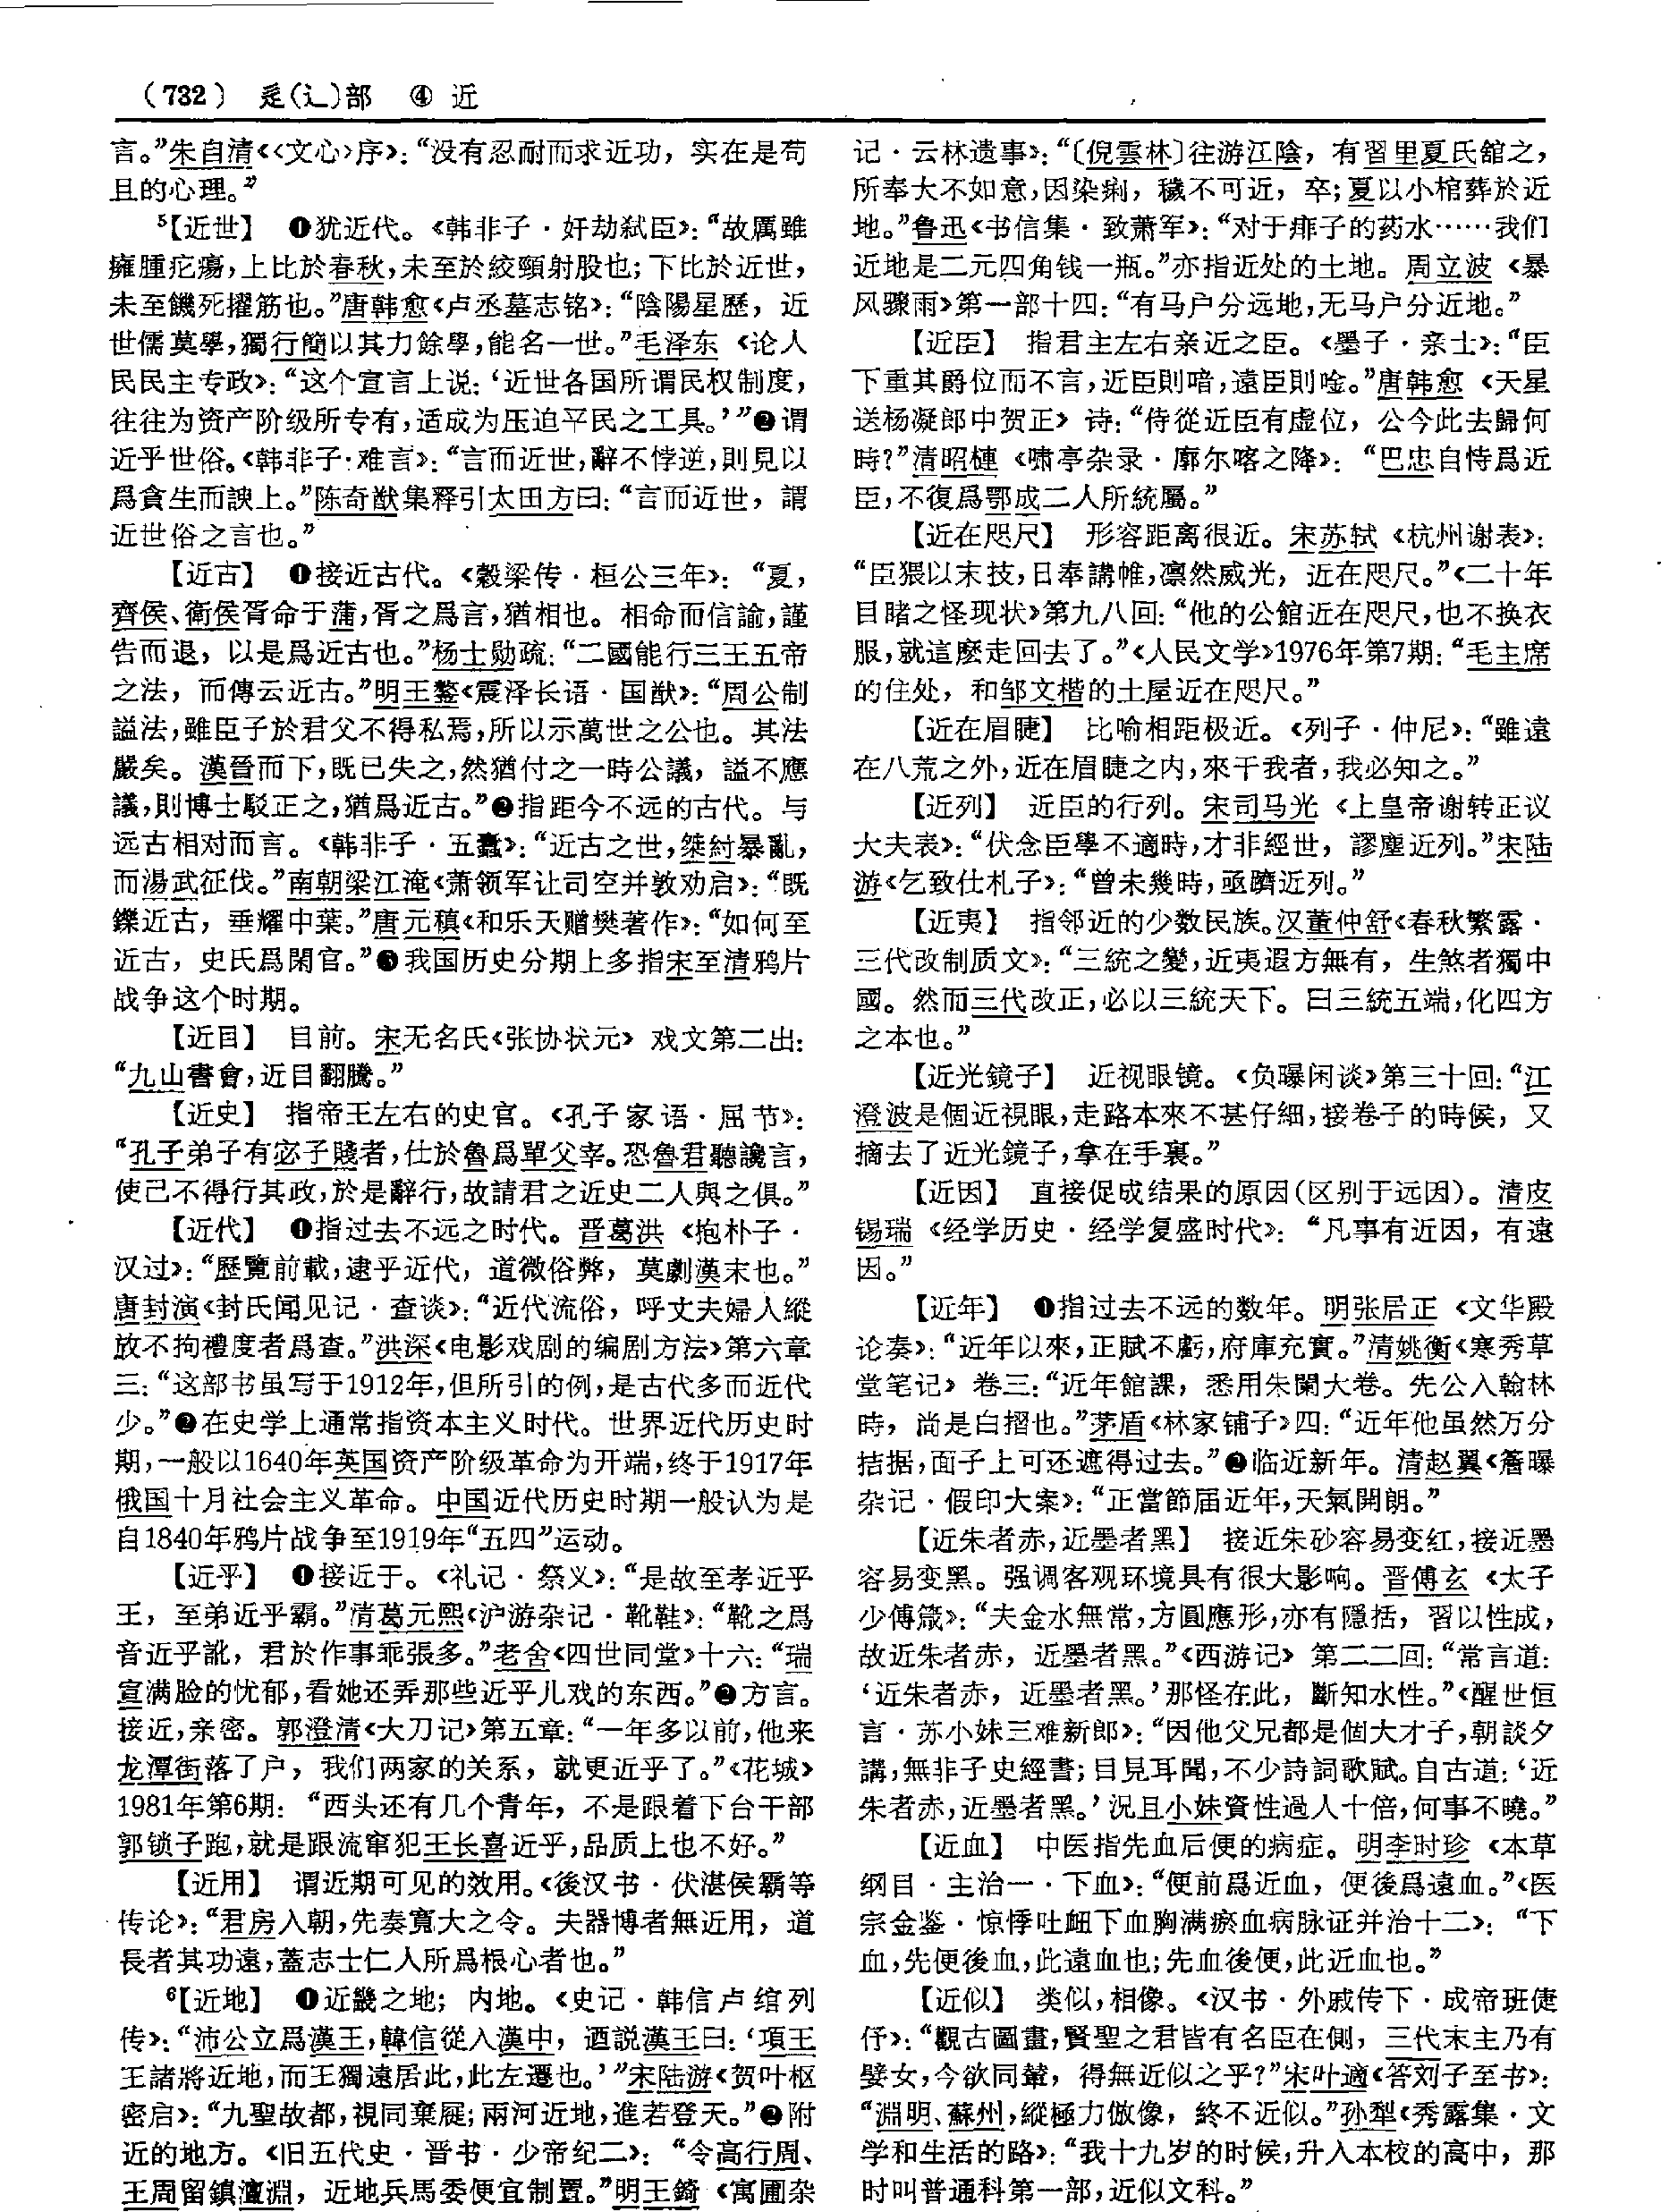 （732） 辵(辶)部 ④ 近
言。”朱自清《〈文心〉序》：“没有忍耐而求近功，实在是苟
且的心理。”
⁵【近世】 ❶犹近代。《韩非子·奸劫弑臣》：“故厲雖
癰腫疕瘍，上比於春秋，未至於絞頸射股也；下比於近世，
未至饑死擢筋也。”唐韩愈《卢丞墓志铭》：“陰陽星歷，近
世儒莫學，獨行簡以其力餘學，能名一世。”毛泽东《论人
民民主专政》：“这个宣言上说：‘近世各国所谓民权制度，
往往为资产阶级所专有，适成为压迫平民之工具。’”❷谓
近乎世俗。《韩非子·难言》：“言而近世，辭不悖逆，則見以
爲貪生而諛上。”陈奇猷集释引太田方曰：“言而近世，謂
近世俗之言也。”
【近古】 ❶接近古代。《穀梁传·桓公三年》：“夏，
齊侯、衛侯胥命于蒲，胥之爲言，猶相也。相命而信諭，謹
告而退，以是爲近古也。”杨士勋疏：“二國能行三王五帝
之法，而傳云近古。”明王鏊《震泽长语·国猷》：“周公制
謚法，雖臣子於君父不得私焉，所以示萬世之公也。其法
嚴矣。漢晉而下，既已失之，然猶付之一時公議，謚不應
議，則博士駁正之，猶爲近古。”❷指距今不远的古代。与
远古相对而言。《韩非子·五蠹》：“近古之世，桀紂暴亂，
而湯武征伐。”南朝梁江淹《萧领军让司空并敦劝启》：“既
鑠近古，垂耀中葉。”唐元稹《和乐天赠樊著作》：“如何至
近古，史氏爲閑官。”❸我国历史分期上多指宋至清鸦片
战争这个时期。
【近目】 目前。宋无名氏《张协状元》戏文第二出：
“九山書會，近目翻騰。”
【近史】 指帝王左右的史官。《孔子家语·屈节》：
“孔子弟子有宓子賤者，仕於魯爲單父宰。恐魯君聽讒言，
使己不得行其政，於是辭行，故請君之近史二人與之俱。”
【近代】 ❶指过去不远之时代。晋葛洪《抱朴子·
汉过》：“歷覽前載，逮乎近代，道微俗弊，莫劇漢末也。”
唐封演《封氏闻见记·查谈》：“近代流俗，呼丈夫婦人縱
放不拘禮度者爲查。”洪深《电影戏剧的编剧方法》第六章
三：“这部书虽写于1912年，但所引的例，是古代多而近代
少。”❷在史学上通常指资本主义时代。世界近代历史时
期，一般以1640年英国资产阶级革命为开端，终于1917年
俄国十月社会主义革命。中国近代历史时期一般认为是
自1840年鸦片战争至1919年“五四”运动。
【近乎】 ❶接近于。《礼记·祭义》：“是故至孝近乎
王，至弟近乎霸。”清葛元煕《沪游杂记·靴鞋》：“靴之爲
音近乎訛，君於作事乖張多。”老舍《四世同堂》十六：“瑞
宣满脸的忧郁，看她还弄那些近乎儿戏的东西。”❷方言。
接近，亲密。郭澄清《大刀记》第五章：“一年多以前，他来
龙潭街落了户，我们两家的关系，就更近乎了。”《花城》
1981年第6期：“西头还有几个青年，不是跟着下台干部
郭锁子跑，就是跟流窜犯王长喜近乎，品质上也不好。”
【近用】 谓近期可见的效用。《後汉书·伏湛侯霸等
传论》：“君房入朝，先奏寬大之令。夫器博者無近用，道
長者其功遠，蓋志士仁人所爲根心者也。”
⁶【近地】 ❶近畿之地；内地。《史记·韩信卢绾列
传》：“沛公立爲漢王，韓信從入漢中，迺説漢王曰：‘項王
王諸將近地，而王獨遠居此，此左遷也。’”宋陆游《贺叶枢
密启》：“九聖故都，視同棄屣；兩河近地，進若登天。”❷附
近的地方。《旧五代史·晋书·少帝纪二》：“令高行周、
王周留鎮澶淵，近地兵馬委便宜制置。”明王錡《寓圃杂
记·云林遗事》：“〔倪雲林〕往游江陰，有習里夏氏舘之，
所奉大不如意，因染痢，穢不可近，卒；夏以小棺葬於近
地。”鲁迅《书信集·致萧军》：“对于痱子的药水……我们
近地是二元四角钱一瓶。”亦指近处的土地。周立波《暴
风骤雨》第一部十四：“有马户分远地，无马户分近地。”
【近臣】 指君主左右亲近之臣。《墨子·亲士》：“臣
下重其爵位而不言，近臣則喑，遠臣則唫。”唐韩愈《天星
送杨凝郎中贺正》诗：“侍從近臣有虚位，公今此去歸何
時？”清昭槤《啸亭杂录·廓尔喀之降》：“巴忠自恃爲近
臣，不復爲鄂成二人所統屬。”
【近在咫尺】 形容距离很近。宋苏轼《杭州谢表》：
“臣猥以末技，日奉講帷，凛然威光，近在咫尺。”《二十年
目睹之怪现状》第九八回：“他的公館近在咫尺，也不换衣
服，就這麽走回去了。”《人民文学》1976年第7期：“毛主席
的住处，和邹文楷的土屋近在咫尺。”
【近在眉睫】 比喻相距极近。《列子·仲尼》：“雖遠
在八荒之外，近在眉睫之内，來干我者，我必知之。”
【近列】 近臣的行列。宋司马光《上皇帝谢转正议
大夫表》：“伏念臣學不適時，才非經世，謬塵近列。”宋陆
游《乞致仕札子》：“曾未幾時，亟躋近列。”
【近夷】 指邻近的少数民族。汉董仲舒《春秋繁露·
三代改制质文》：“三統之變，近夷遐方無有，生煞者獨中
國。然而三代改正，必以三統天下。曰三統五端，化四方
之本也。”
【近光鏡子】 近视眼镜。《负曝闲谈》第三十回：“江
澄波是個近視眼，走路本來不甚仔細，接卷子的時候，又
摘去了近光鏡子，拿在手裏。”
【近因】 直接促成结果的原因（区别于远因）。清皮
锡瑞《经学历史·经学复盛时代》：“凡事有近因，有遠
因。”
【近年】 ❶指过去不远的数年。明张居正《文华殿
论奏》：“近年以來，正賦不虧，府庫充實。”清姚衡《寒秀草
堂笔记》卷三：“近年館課，悉用朱闌大卷。先公入翰林
時，尚是白摺也。”茅盾《林家铺子》四：“近年他虽然万分
拮据，面子上可还遮得过去。”❷临近新年。清赵翼《簷曝
杂记·假印大案》：“正當節届近年，天氣開朗。”
【近朱者赤，近墨者黑】 接近朱砂容易变红，接近墨
容易变黑。强调客观环境具有很大影响。晋傅玄《太子
少傅箴》：“夫金水無常，方圓應形，亦有隱括，習以性成，
故近朱者赤，近墨者黑。”《西游记》第二二回：“常言道：
‘近朱者赤，近墨者黑。’那怪在此，斷知水性。”《醒世恒
言·苏小妹三难新郎》：“因他父兄都是個大才子，朝談夕
講，無非子史經書；目見耳聞，不少詩詞歌賦。自古道：‘近
朱者赤，近墨者黑。’况且小妹資性過人十倍，何事不曉。”
【近血】 中医指先血后便的病症。明李时珍《本草
纲目·主治一·下血》：“便前爲近血，便後爲遠血。”《医
宗金鉴·惊悸吐衄下血胸满瘀血病脉证并治十二》：“下
血，先便後血，此遠血也；先血後便，此近血也。”
【近似】 类似，相像。《汉书·外戚传下·成帝班倢
伃》：“觀古圖畫，賢聖之君皆有名臣在側，三代末主乃有
嬖女，今欲同輦，得無近似之乎？”宋叶適《答刘子至书》：
“淵明、蘇州，縱極力倣像，終不近似。”孙犁《秀露集·文
学和生活的路》：“我十九岁的时候，升入本校的高中，那
时叫普通科第一部，近似文科。”